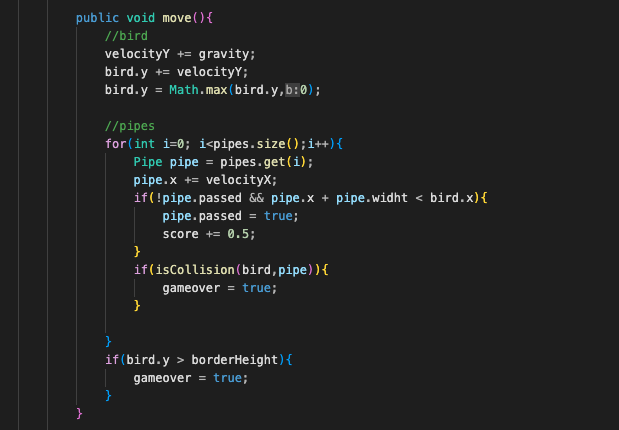 public void move(){
//bird
velocityY += gravity;
bird.y += velocityY;
bird.y = Math.max(bird.y,b:0);
//pipes
for(int i=0; i<pipes.size();i++){
Pipe pipe = pipes.get(i);
pipe.x += velocityX;
if(!pipe.passed && pipe.x + pipe.widht < bird.x){
pipe.passed = true;
score += 0.5;
}
if(isCollision(bird,pipe)){
gameover = true;
}
}
if(bird.y > borderHeight){
gameover = true;
}
}